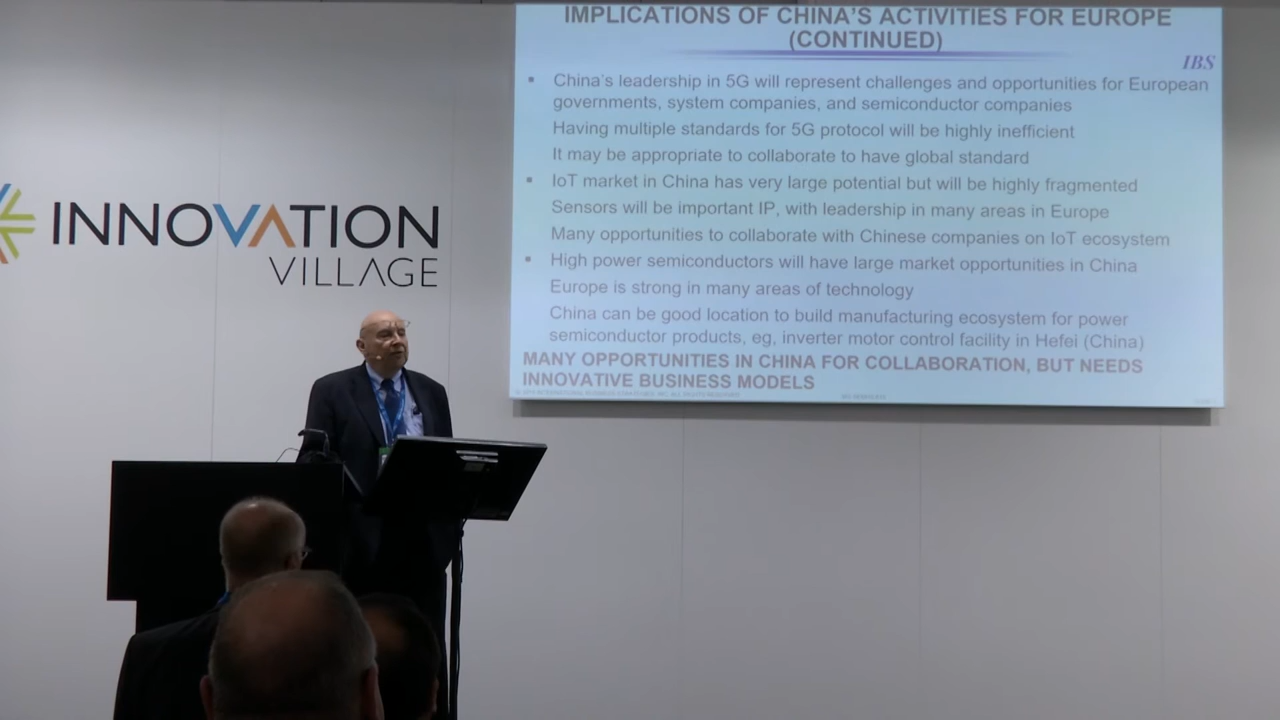 IMPLICATIONS OF CHINA'S ACTIVITIES FOR EUROPE
(CONTINUED)
IBS
▪ China's leadership in 5G will represent challenges and opportunities for European
governments, system companies, and semiconductor companies
Having multiple standards for 5G protocol will be highly inefficient
It may be appropriate to collaborate to have global standard
▪ IoT market in China has very large potential but will be highly fragmented
Sensors will be important IP, with leadership in many areas in Europe
Many opportunities to collaborate with Chinese companies on IoT ecosystem
▪ High power semiconductors will have large market opportunities in China
Europe is strong in many areas of technology
China can be good location to build manufacturing ecosystem for power
semiconductor products, eg, inverter motor control facility in Hefei (China)
MANY OPPORTUNITIES IN CHINA FOR COLLABORATION, BUT NEEDS
INNOVATIVE BUSINESS MODELS
INNOVATION
VILLAGE